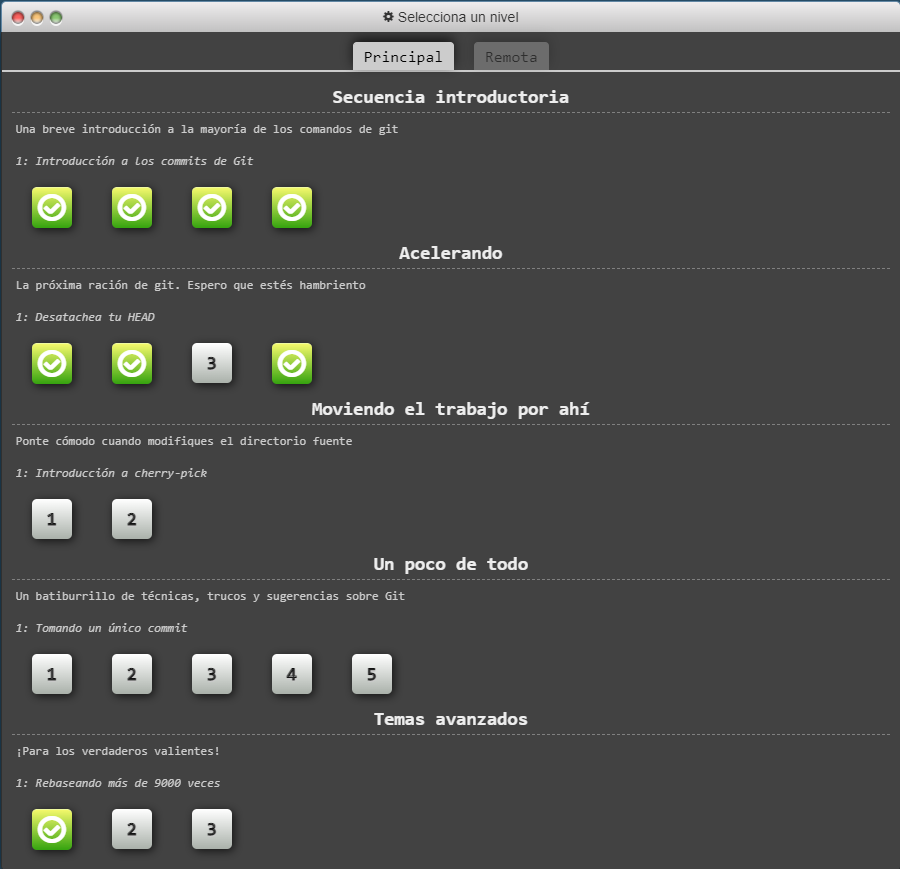 Selecciona un nivel
Principal Remota
Secuencia introductoria
Una breve introducción a la mayoría de los comandos de git
1: Introducción a los commits de Git
Acelerando
La próxima ración de git. Espero que estés hambriento
1: Desatachea tu HEAD
3
Moviendo el trabajo por ahí
Ponte cómodo cuando modifiques el directorio fuente
1: Introducción a cherry-pick
1 2
Un poco de todo
Un batiburrillo de técnicas, trucos y sugerencias sobre Git
1: Tomando un único commit
1 2 3 4 5
Temas avanzados
¡Para los verdaderos valientes!
1: Rebaseando más de 9000 veces
2 3